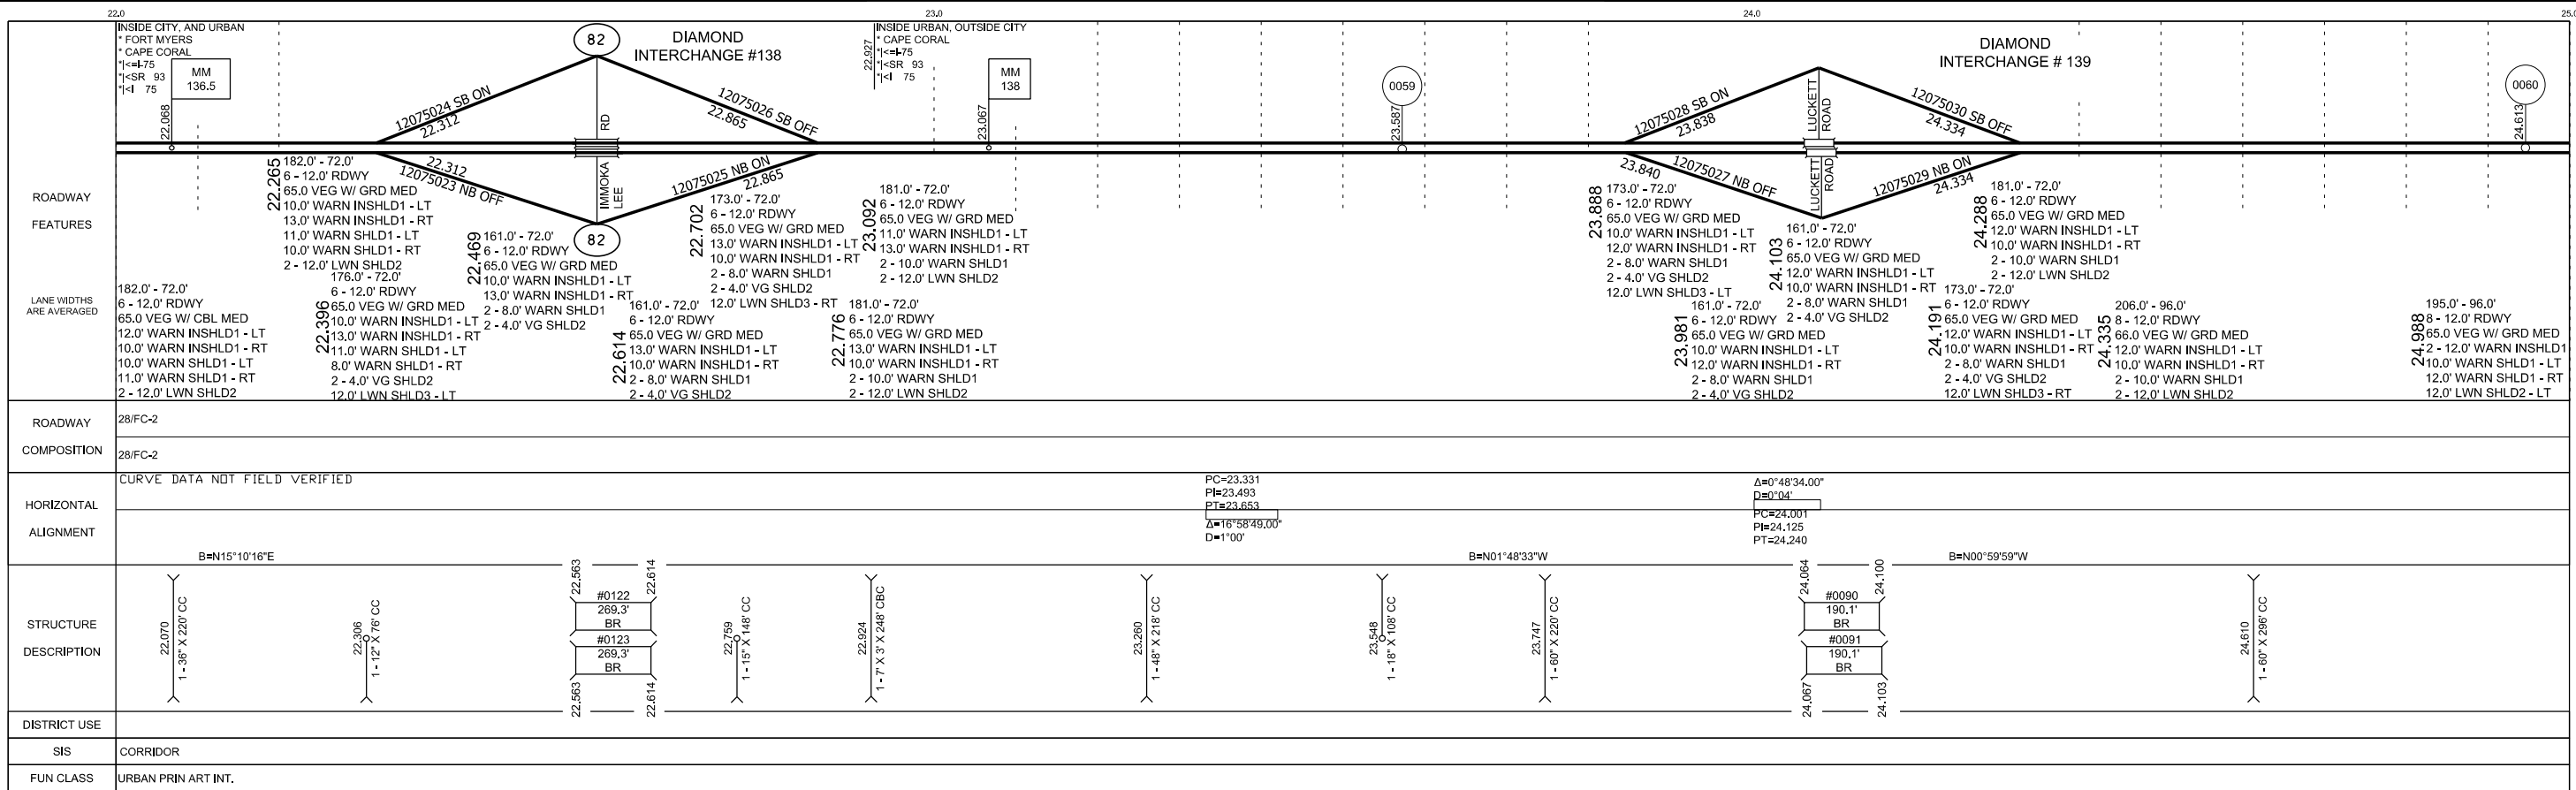 22.0
23.0
24.0
25.0
INSIDE CITY, AND URBAN
* FORT MYERS
* CAPE CORAL
*|<=I-75
*|<SR 93
*|<I 75
MM
136.5
22.068
82
DIAMOND
INTERCHANGE #138
12075024 SB ON
22.312
RD
12075026 SB OFF
22.865
22.927
INSIDE URBAN, OUTSIDE CITY
* CAPE CORAL
*|<=I-75
*|<SR 93
*|<I 75
MM
138
23.067
0059
23.587
DIAMOND
INTERCHANGE # 139
12075028 SB ON
23.838
LUCKETT
ROAD
12075030 SB OFF
24.334
0060
24.613
22.312
12075023 NB OFF
IMMOKA
LEE
12075025 NB ON
22.865
82
23.840
12075027 NB OFF
LUCKETT
ROAD
12075029 NB ON
24.334
ROADWAY
FEATURES
LANE WIDTHS
ARE AVERAGED
182.0' - 72.0'
6 - 12.0' RDWY
65.0 VEG W/ CBL MED
12.0' WARN INSHLD1 - LT
10.0' WARN INSHLD1 - RT
10.0' WARN SHLD1 - LT
11.0' WARN SHLD1 - RT
2 - 12.0' LWN SHLD2
22.265
182.0' - 72.0'
6 - 12.0' RDWY
65.0 VEG W/ GRD MED
10.0' WARN INSHLD1 - LT
13.0' WARN INSHLD1 - RT
11.0' WARN SHLD1 - LT
10.0' WARN SHLD1 - RT
2 - 12.0' LWN SHLD2
22.396
176.0' - 72.0'
6 - 12.0' RDWY
65.0 VEG W/ GRD MED
10.0' WARN INSHLD1 - LT
13.0' WARN INSHLD1 - RT
11.0' WARN SHLD1 - LT
8.0' WARN SHLD1 - RT
2 - 4.0' VG SHLD2
12.0' LWN SHLD3 - LT
22.469
161.0' - 72.0'
6 - 12.0' RDWY
65.0 VEG W/ GRD MED
10.0' WARN INSHLD1 - LT
13.0' WARN INSHLD1 - RT
2 - 8.0' WARN SHLD1
2 - 4.0' VG SHLD2
22.614
161.0' - 72.0'
6 - 12.0' RDWY
65.0 VEG W/ GRD MED
13.0' WARN INSHLD1 - LT
10.0' WARN INSHLD1 - RT
2 - 8.0' WARN SHLD1
2 - 4.0' VG SHLD2
22.702
173.0' - 72.0'
6 - 12.0' RDWY
65.0 VEG W/ GRD MED
13.0' WARN INSHLD1 - LT
10.0' WARN INSHLD1 - RT
2 - 8.0' WARN SHLD1
2 - 4.0' VG SHLD2
12.0' LWN SHLD3 - RT
22.776
181.0' - 72.0'
6 - 12.0' RDWY
65.0 VEG W/ GRD MED
13.0' WARN INSHLD1 - LT
10.0' WARN INSHLD1 - RT
2 - 10.0' WARN SHLD1
2 - 12.0' LWN SHLD2
23.092
181.0' - 72.0'
6 - 12.0' RDWY
65.0 VEG W/ GRD MED
11.0' WARN INSHLD1 - LT
13.0' WARN INSHLD1 - RT
2 - 10.0' WARN SHLD1
2 - 12.0' LWN SHLD2
23.888
173.0' - 72.0'
6 - 12.0' RDWY
65.0 VEG W/ GRD MED
10.0' WARN INSHLD1 - LT
12.0' WARN INSHLD1 - RT
2 - 8.0' WARN SHLD1
2 - 4.0' VG SHLD2
12.0' LWN SHLD3 - LT
23.981
161.0' - 72.0'
6 - 12.0' RDWY
65.0 VEG W/ GRD MED
10.0' WARN INSHLD1 - LT
12.0' WARN INSHLD1 - RT
2 - 8.0' WARN SHLD1
2 - 4.0' VG SHLD2
24.103
161.0' - 72.0'
6 - 12.0' RDWY
65.0 VEG W/ GRD MED
12.0' WARN INSHLD1 - LT
10.0' WARN INSHLD1 - RT
2 - 8.0' WARN SHLD1
2 - 4.0' VG SHLD2
24.191
173.0' - 72.0'
6 - 12.0' RDWY
65.0 VEG W/ GRD MED
12.0' WARN INSHLD1 - LT
10.0' WARN INSHLD1 - RT
2 - 8.0' WARN SHLD1
2 - 4.0' VG SHLD2
12.0' LWN SHLD3 - RT
24.288
181.0' - 72.0'
6 - 12.0' RDWY
65.0 VEG W/ GRD MED
12.0' WARN INSHLD1 - LT
10.0' WARN INSHLD1 - RT
2 - 10.0' WARN SHLD1
2 - 12.0' LWN SHLD2
24.335
206.0' - 96.0'
8 - 12.0' RDWY
66.0 VEG W/ GRD MED
12.0' WARN INSHLD1 - LT
10.0' WARN INSHLD1 - RT
2 - 10.0' WARN SHLD1
2 - 12.0' LWN SHLD2
24.988
195.0' - 96.0'
8 - 12.0' RDWY
65.0 VEG W/ GRD MED
2 - 12.0' WARN INSHLD1
10.0' WARN SHLD1 - LT
12.0' WARN SHLD1 - RT
12.0' LWN SHLD2 - LT
ROADWAY
COMPOSITION
28/FC-2
28/FC-2
HORIZONTAL
ALIGNMENT
CURVE DATA NOT FIELD VERIFIED
B=N15°10'16"E
PC=23.331
PI=23.493
PT=23.653
Δ=16°58'49.00"
D=1°00'
B=N01°48'33"W
Δ=0°48'34.00"
D=0°04'
PC=24.001
PI=24.125
PT=24.240
B=N00°59'59"W
STRUCTURE
DESCRIPTION
22.070
1 - 36" X 220' CC
22.306
1 - 12" X 76' CC
22.563
22.614
#0122
269.3'
BR
#0123
269.3'
BR
22.563
22.614
22.759
1 - 15" X 148' CC
22.924
1 - 7' X 3' X 248' CBC
23.260
1 - 48" X 218' CC
23.548
1 - 18" X 108' CC
23.747
1 - 60" X 220' CC
24.064
24.100
#0090
190.1'
BR
#0091
190.1'
BR
24.067
24.103
24.610
1 - 60" X 296' CC
DISTRICT USE
SIS
CORRIDOR
FUN CLASS
URBAN PRIN ART INT.